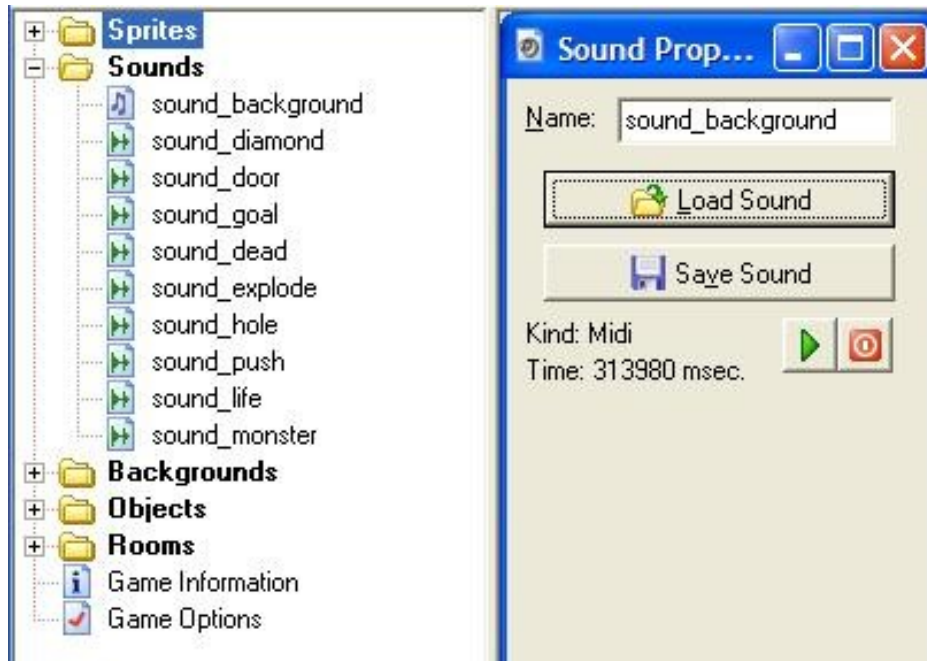 Sprites
Sounds
sound_background
sound_diamond
sound_door
sound_goal
sound_dead
sound_explode
sound_hole
sound_push
sound_life
sound_monster
Backgrounds
Objects
Rooms
Game Information
Game Options
Sound Prop...
Name: sound_background
Load Sound
Save Sound
Kind: Midi
Time: 313980 msec.